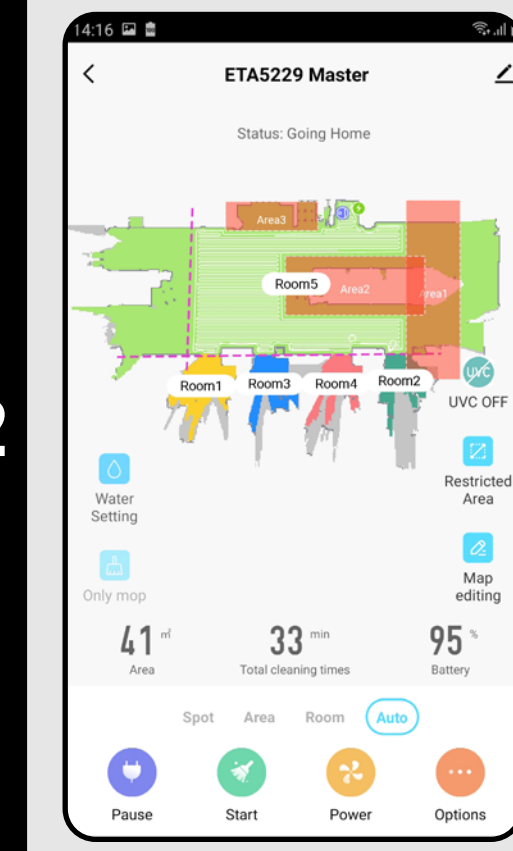 14:16
ETA5229 Master
Status: Going Home
Area3
Room5
Area2
Area1
Room1
Room3
Room4
Room2
UVC
UVC OFF
Water
Setting
Restricted
Area
Only mop
Map
editing
41 ㎡
33 min
95 %
Area
Total cleaning times
Battery
Spot
Area
Room
Auto
Pause
Start
Power
Options
2